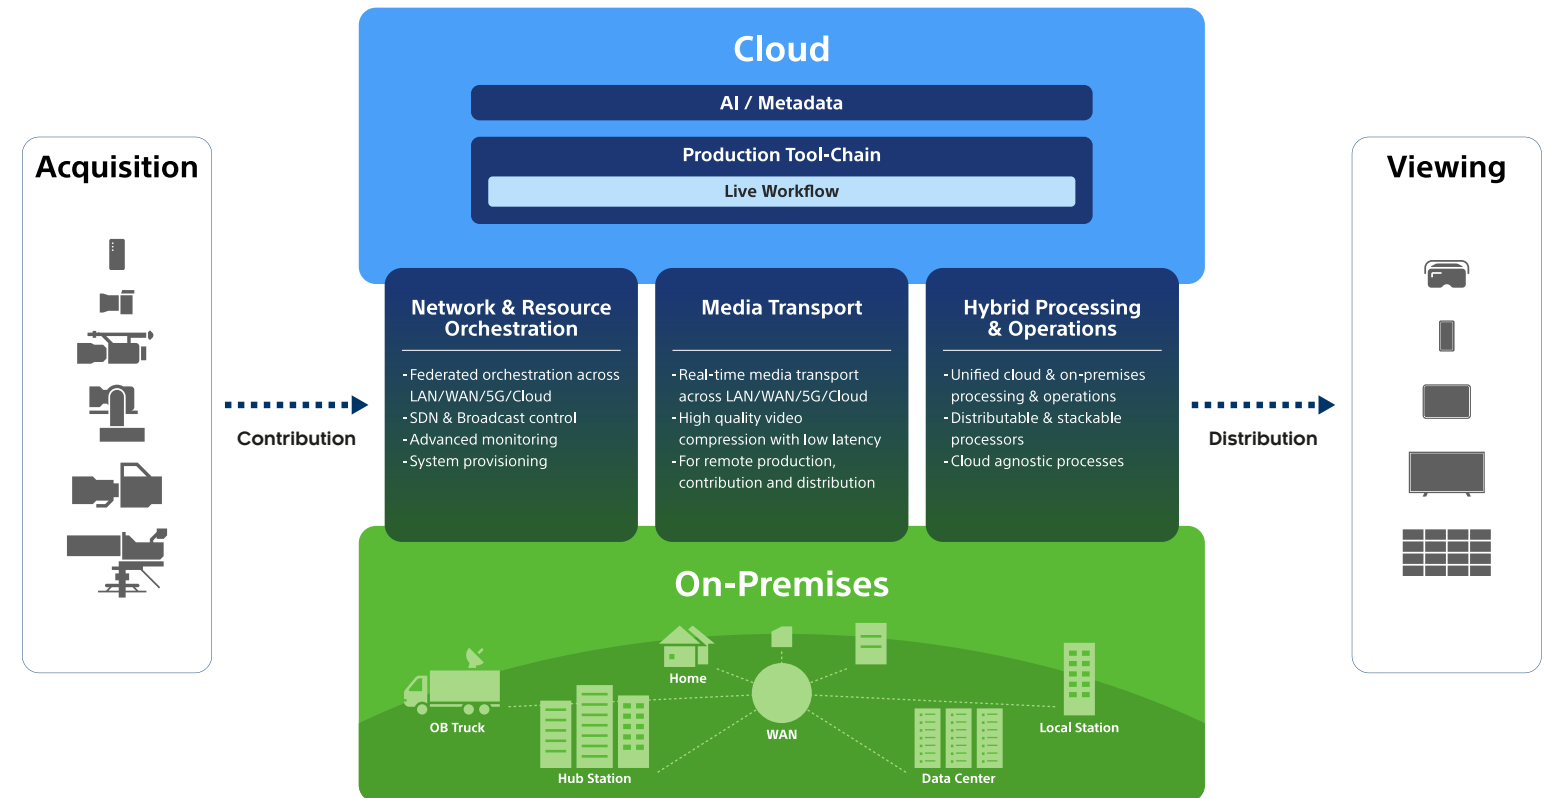 Cloud
AI / Metadata
Production Tool-Chain
Live Workflow
Acquisition
Contribution
Network & Resource
Orchestration
-Federated orchestration across
LAN/WAN/5G/Cloud
-SDN & Broadcast control
-Advanced monitoring
-System provisioning
Media Transport
-Real-time media transport
across LAN/WAN/5G/Cloud
-High quality video
compression with low latency
-For remote production,
contribution and distribution
Hybrid Processing
& Operations
-Unified cloud & on-premises
processing & operations
-Distributable & stackable
processors
-Cloud agnostic processes
Distribution
Viewing
On-Premises
Home
OB Truck
WAN
Local Station
Hub Station
Data Center